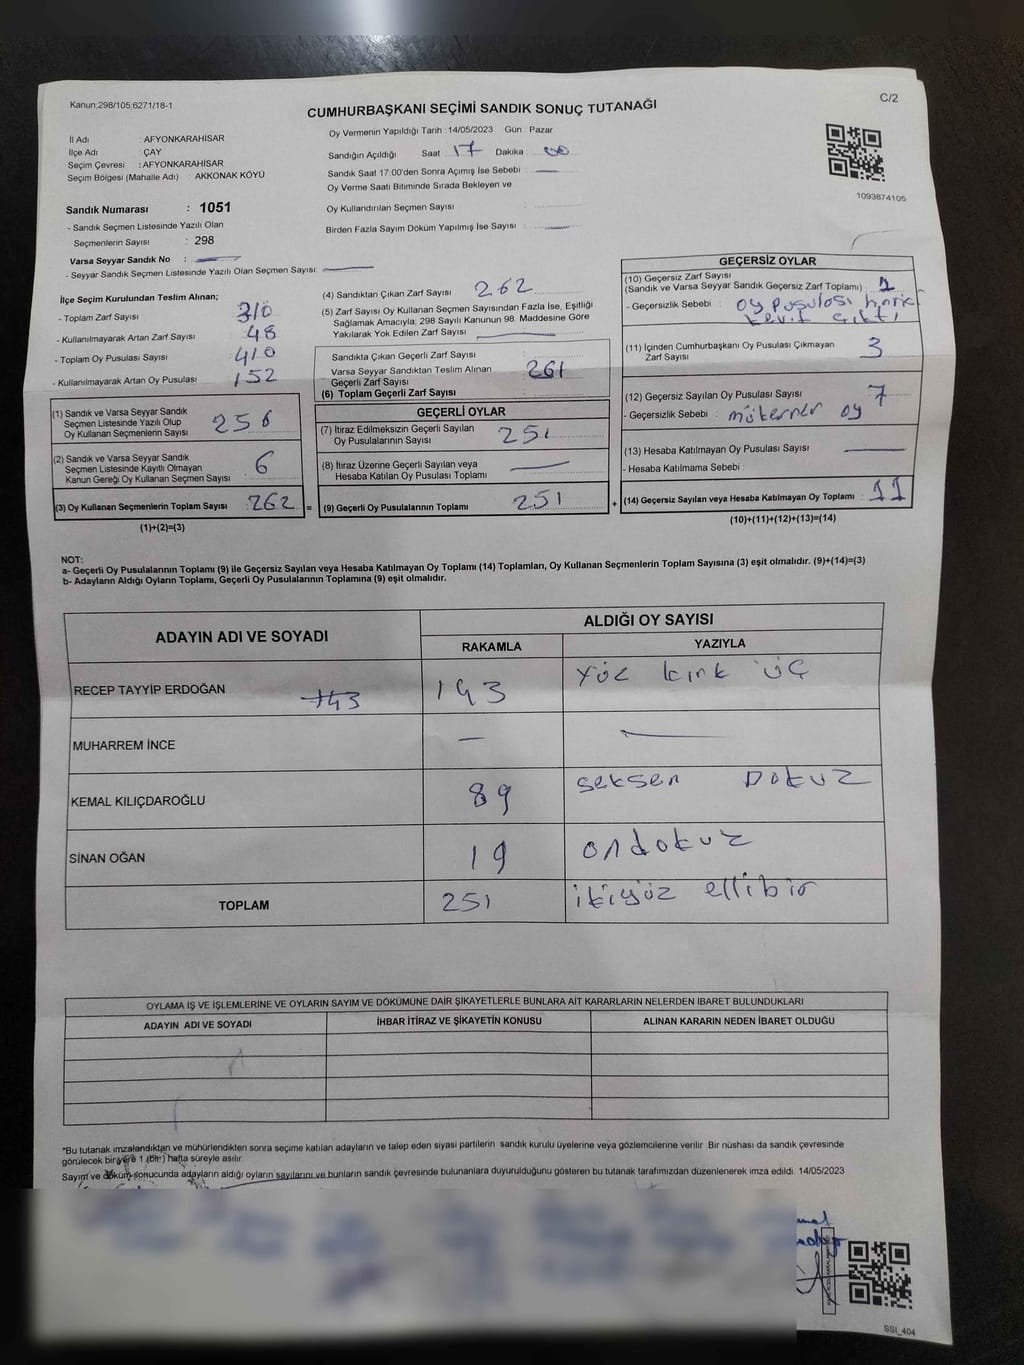 Kanun;298/105;6271/18-1
C/2
CUMHURBAŞKANI SEÇİMİ SANDIK SONUÇ TUTANAĞI
İl Adı : AFYONKARAHİSAR
İlçe Adı : ÇAY
Seçim Çevresi : AFYONKARAHİSAR
Seçim Bölgesi (Mahalle Adı) : AKKONAK KÖYÜ
Sandık Numarası : 1051
- Sandık Seçmen Listesinde Yazılı Olan
Seçmenlerin Sayısı : 298
Varsa Seyyar Sandık No : —
- Seyyar Sandık Seçmen Listesinde Yazılı Olan Seçmen Sayısı: —
Oy Vermenin Yapıldığı Tarih : 14/05/2023 Gün : Pazar
Sandığın Açıldığı Saat : 17 Dakika : 00
Sandık Saat 17:00'den Sonra Açımış İse Sebebi : —
Oy Verme Saati Bitiminde Sırada Bekleyen ve
Oy Kullandırılan Seçmen Sayısı :
Birden Fazla Sayım Döküm Yapılmış İse Sayısı : —
1093874105
İlçe Seçim Kurulundan Teslim Alınan;
- Toplam Zarf Sayısı : 310
- Kullanılmayarak Artan Zarf Sayısı : 48
- Toplam Oy Pusulası Sayısı : 410
- Kullanılmayarak Artan Oy Pusulası : 152
(1) Sandık ve Varsa Seyyar Sandık
Seçmen Listesinde Yazılı Olup
Oy Kullanan Seçmenlerin Sayısı : 256
(2) Sandık ve Varsa Seyyar Sandık
Seçmen Listesinde Kayıtlı Olmayan
Kanun Gereği Oy Kullanan Seçmen Sayısı : 6
(3) Oy Kullanan Seçmenlerin Toplam Sayısı : 262 =
(1)+(2)=(3)
(4) Sandıktan Çıkan Zarf Sayısı : 262
(5) Zarf Sayısı Oy Kullanan Seçmen Sayısından Fazla İse, Eşitliği
Sağlamak Amacıyla; 298 Sayılı Kanunun 98. Maddesine Göre
Yakılarak Yok Edilen Zarf Sayısı : —
Sandıkta Çıkan Geçerli Zarf Sayısı
Varsa Seyyar Sandıktan Teslim Alınan
Geçerli Zarf Sayısı : 261
(6) Toplam Geçerli Zarf Sayısı
GEÇERLİ OYLAR
(7) İtiraz Edilmeksizin Geçerli Sayılan
Oy Pusulalarının Sayısı : 251
(8) İtiraz Üzerine Geçerli Sayılan veya
Hesaba Katılan Oy Pusulası Toplamı : —
(9) Geçerli Oy Pusulalarının Toplamı : 251 +
GEÇERSİZ OYLAR
(10) Geçersiz Zarf Sayısı
(Sandık ve Varsa Seyyar Sandık Geçersiz Zarf Toplamı) : 1
- Geçersizlik Sebebi : oy pusulası hariç
çıktı
(11) İçinden Cumhurbaşkanı Oy Pusulası Çıkmayan
Zarf Sayısı : 3
(12) Geçersiz Sayılan Oy Pusulası Sayısı : 7
- Geçersizlik Sebebi : mükerrer oy
(13) Hesaba Katılmayan Oy Pusulası Sayısı : —
- Hesaba Katılmama Sebebi :
(14) Geçersiz Sayılan veya Hesaba Katılmayan Oy Toplamı : 11
(10)+(11)+(12)+(13)=(14)
NOT:
a- Geçerli Oy Pusulalarının Toplamı (9) ile Geçersiz Sayılan veya Hesaba Katılmayan Oy Toplamı (14) Toplamları, Oy Kullanan Seçmenlerin Toplam Sayısına (3) eşit olmalıdır. (9)+(14)=(3)
b- Adayların Aldığı Oyların Toplamı, Geçerli Oy Pusulalarının Toplamına (9) eşit olmalıdır.
ADAYIN ADI VE SOYADI ALDIĞI OY SAYISI
RAKAMLA YAZIYLA
RECEP TAYYİP ERDOĞAN 143 143 Yüz kırk üç
MUHARREM İNCE — —
KEMAL KILIÇDAROĞLU 89 seksen Dokuz
SİNAN OĞAN 19 ondokuz
TOPLAM 251 ikiyüz ellibir
OYLAMA İŞ VE İŞLEMLERİNE VE OYLARIN SAYIM VE DÖKÜMÜNE DAİR ŞİKAYETLERLE BUNLARA AİT KARARLARIN NELERDEN İBARET BULUNDUKLARI
ADAYIN ADI VE SOYADI İHBAR İTİRAZ VE ŞİKAYETİN KONUSU ALINAN KARARIN NEDEN İBARET OLDUĞU
*Bu tutanak imzalandıktan ve mühürlendikten sonra seçime katılan adayların ve talep eden siyasi partilerin sandık kurulu üyelerine veya gözlemcilerine verilir .Bir nüshası da sandık çevresinde
görülecek bir yere 1 (bir) hafta süreyle asılır.
Sayım ve döküm sonucunda adayların aldığı oyların sayılarını ve bunların sandık çevresinde bulunanlara duyurulduğunu gösteren bu tutanak tarafımızdan düzenlenerek imza edildi. 14/05/2023
SSI_404